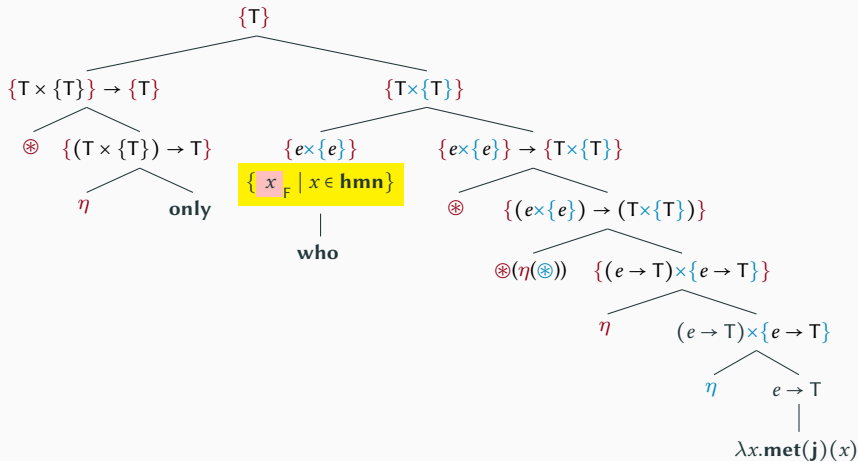 {T}
{T × {T}} → {T} {T×{T}}
⊛ {(T × {T}) → T} {e×{e}} {e×{e}} → {T×{T}}
{ x F | x ∈ hmn}
η only ⊛ {(e×{e}) → (T×{T})}
who
⊛(η(⊛)) {(e → T)×{e → T}}
η (e → T)×{e → T}
η e → T
λx.met(j)(x)